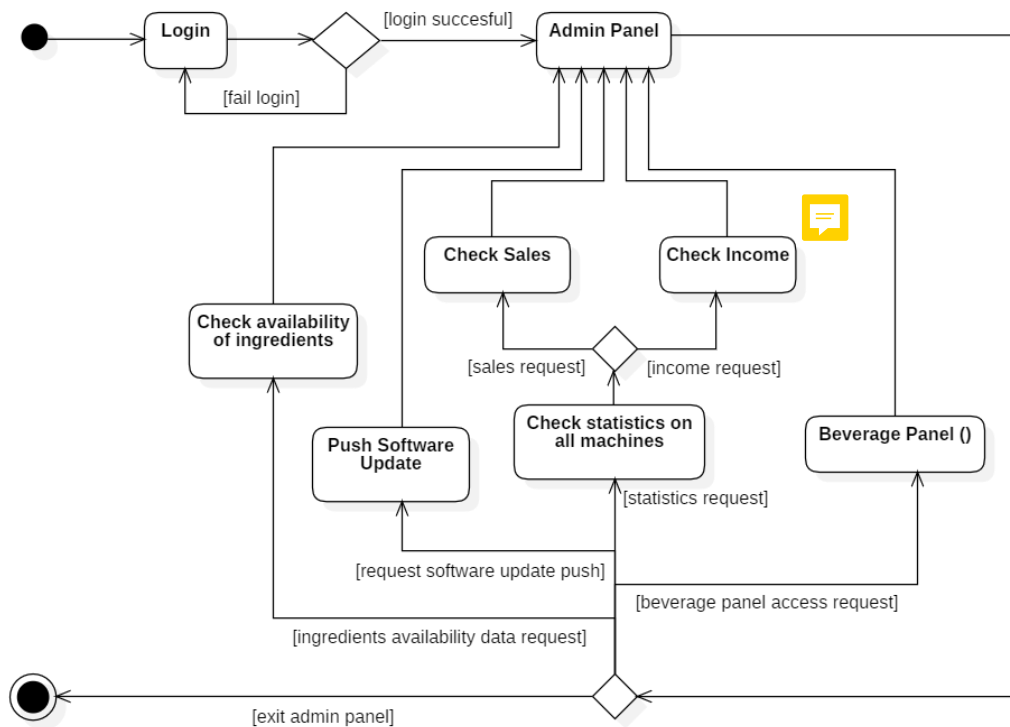 [login succesful]
Login
Admin Panel
[fail login]
Check Sales
Check Income
Check availability
of ingredients
[sales request]
[income request]
Check statistics on
all machines
Push Software
Update
Beverage Panel ()
[statistics request]
[request software update push]
[beverage panel access request]
[ingredients availability data request]
[exit admin panel]